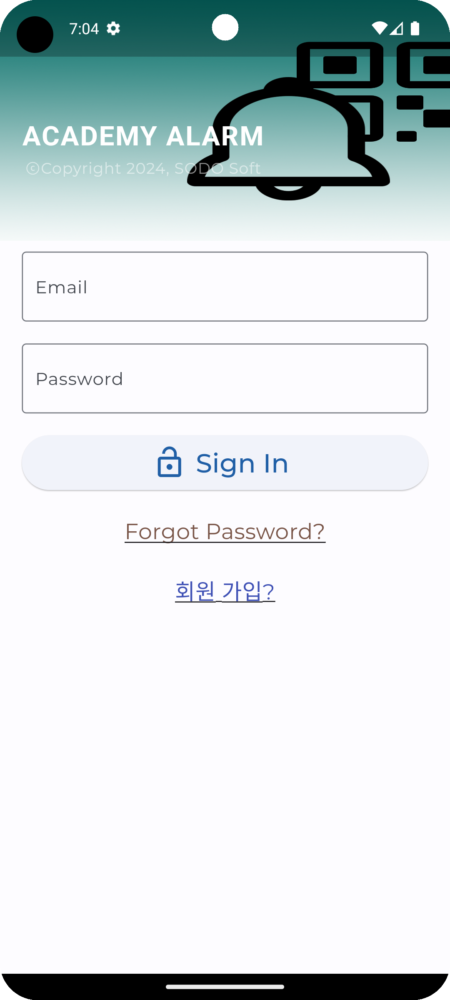 7:04
ACADEMY ALARM
©Copyright 2024, SODO Soft
Email
Password
Sign In
Forgot Password?
회원 가입?